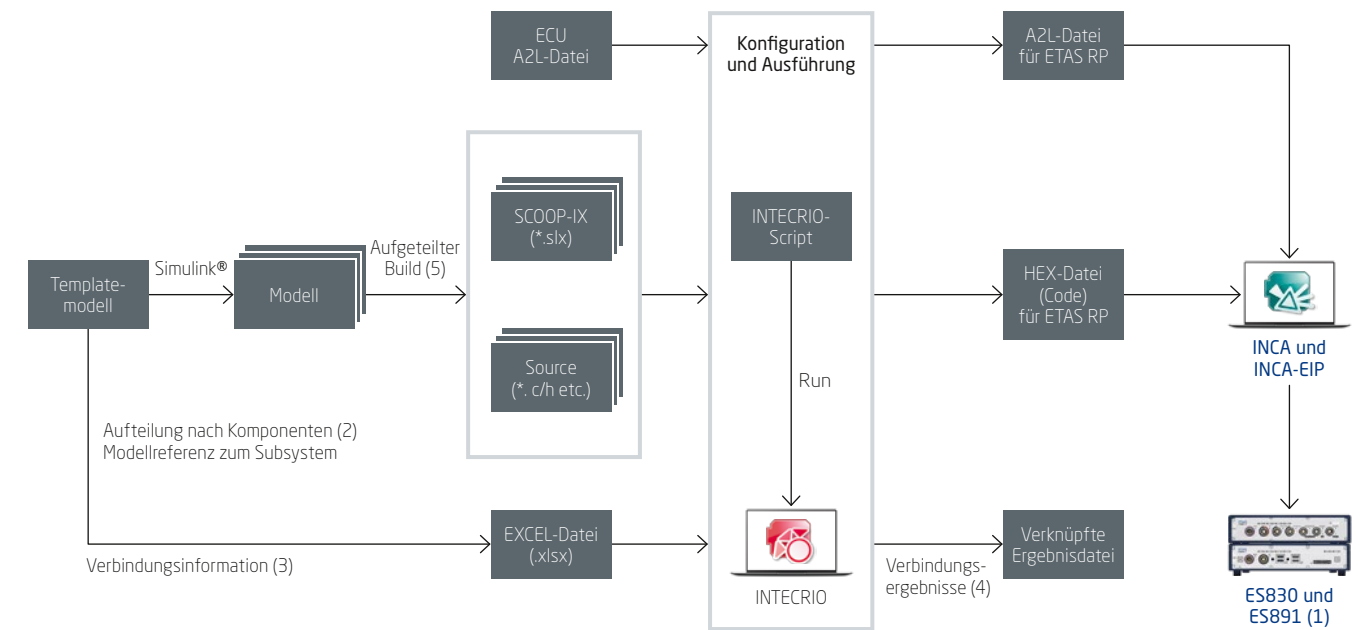 ECU
A2L-Datei
Konfiguration
und Ausführung
A2L-Datei
für ETAS RP
SCOOP-IX
(*.slx)
INTECRIO-
Script
Templatemodell
Simulink®
Modell
Aufgeteilter
Build (5)
HEX-Datei
(Code)
für ETAS RP
INCA und
INCA-EIP
Source
(*. c/h etc.)
Run
Aufteilung nach Komponenten (2)
Modellreferenz zum Subsystem
EXCEL-Datei
(.xlsx)
Verbindungsinformation (3)
INTECRIO
Verbindungs-
ergebnisse (4)
Verknüpfte
Ergebnisdatei
ES830 und
ES891 (1)